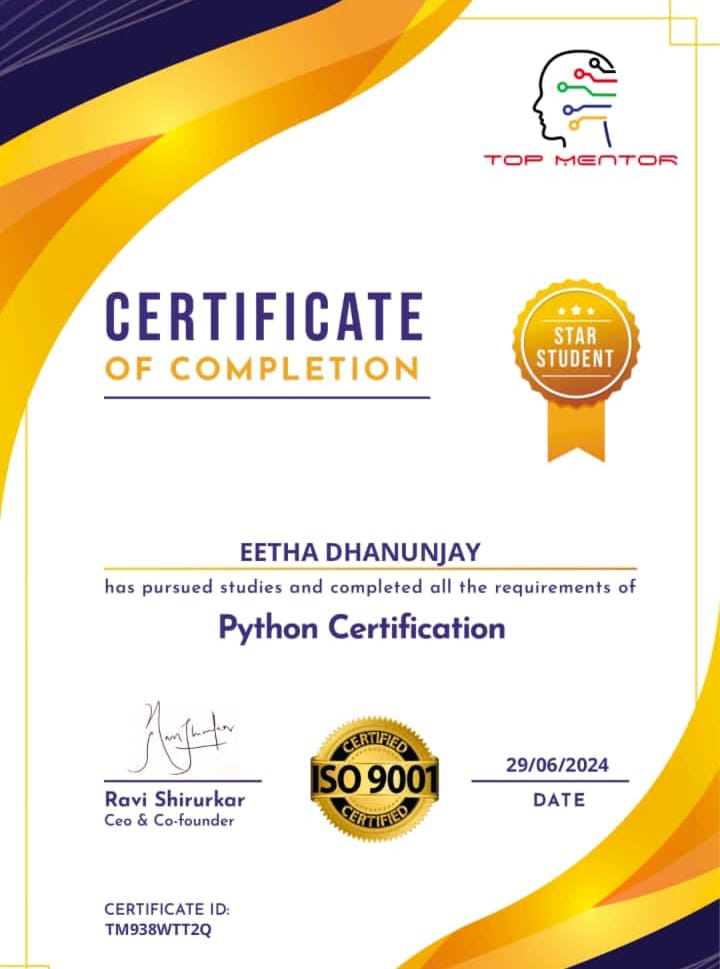 TOP MENTOR
CERTIFICATE
OF COMPLETION
STAR
STUDENT
EETHA DHANUNJAY
has pursued studies and completed all the requirements of
Python Certification
Ravi Shirurkar
Ceo & Co-founder
CERTIFIED
ISO 9001
CERTIFIED
29/06/2024
DATE
CERTIFICATE ID:
TM938WTT2Q